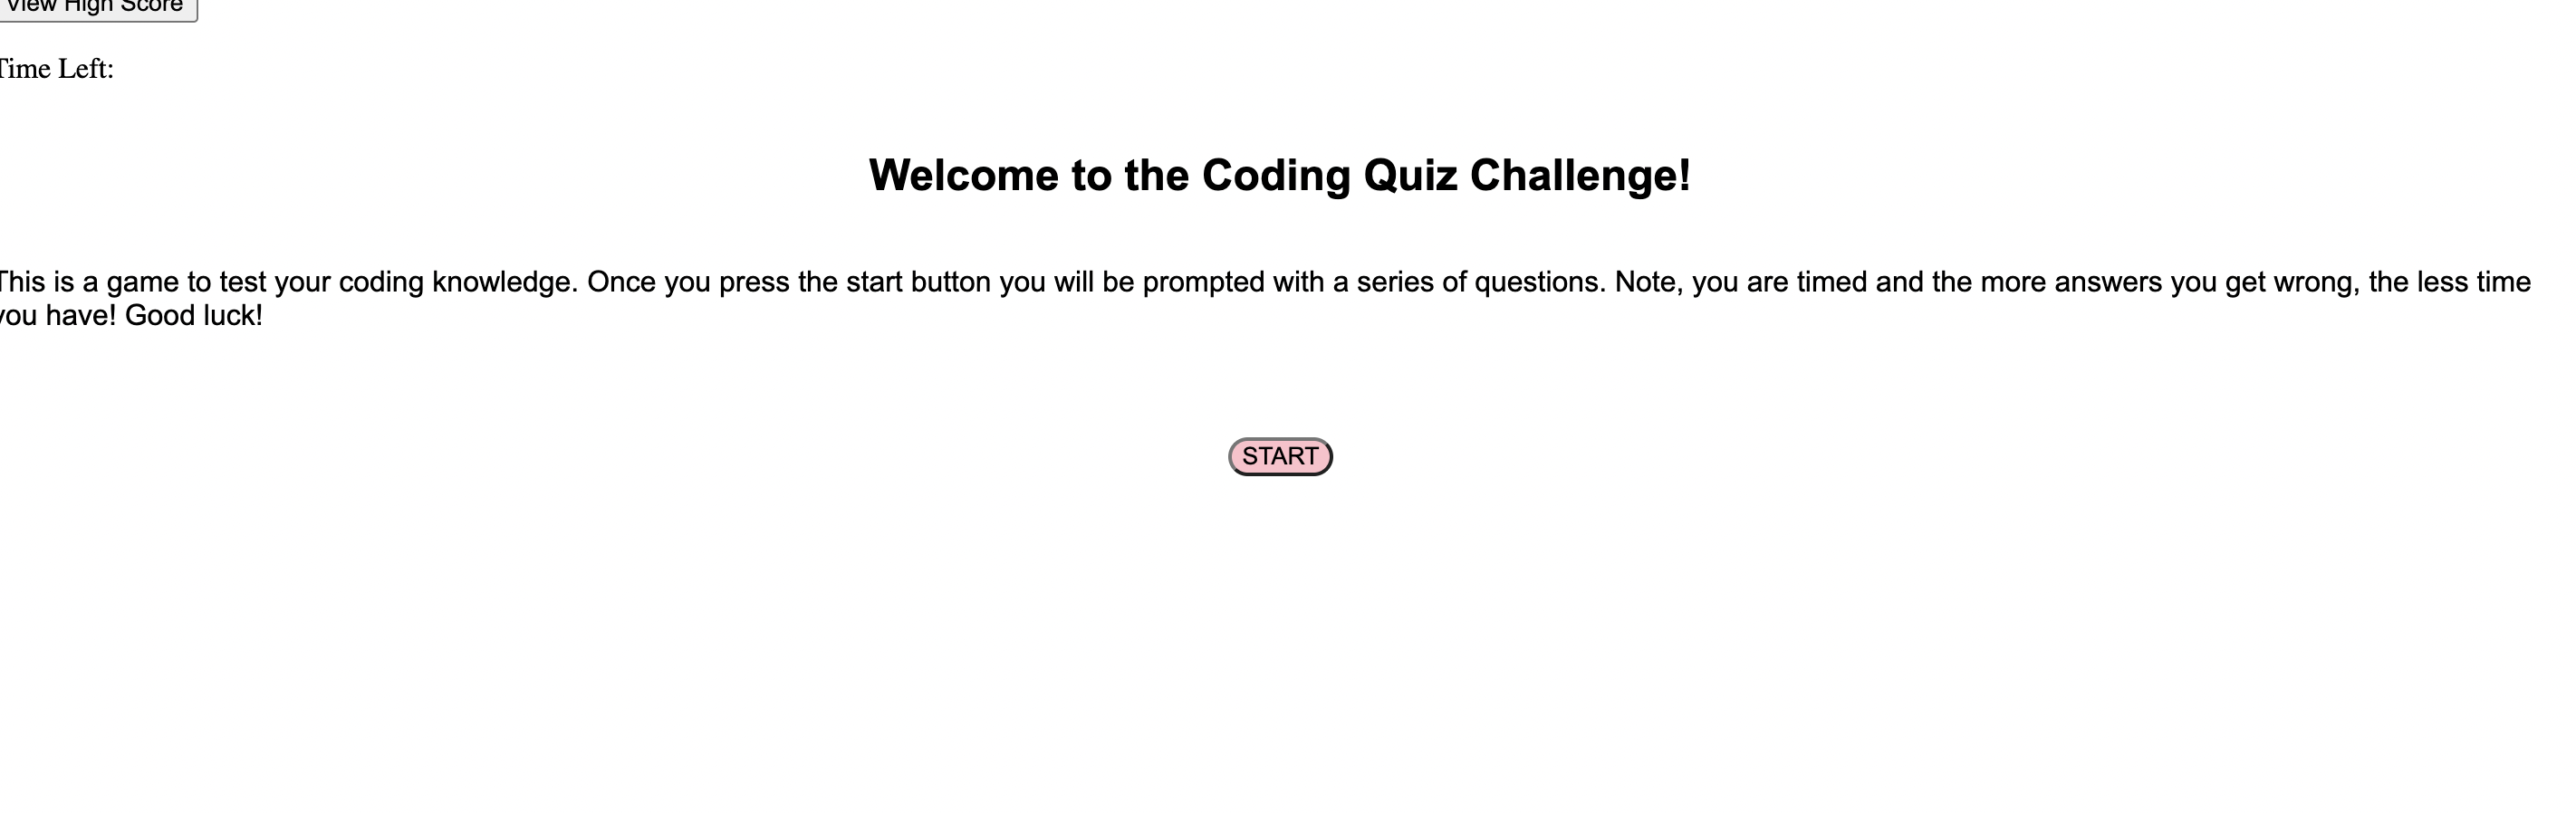 View High Score
Time Left:
Welcome to the Coding Quiz Challenge!
This is a game to test your coding knowledge. Once you press the start button you will be prompted with a series of questions. Note, you are timed and the more answers you get wrong, the less time
you have! Good luck!
START